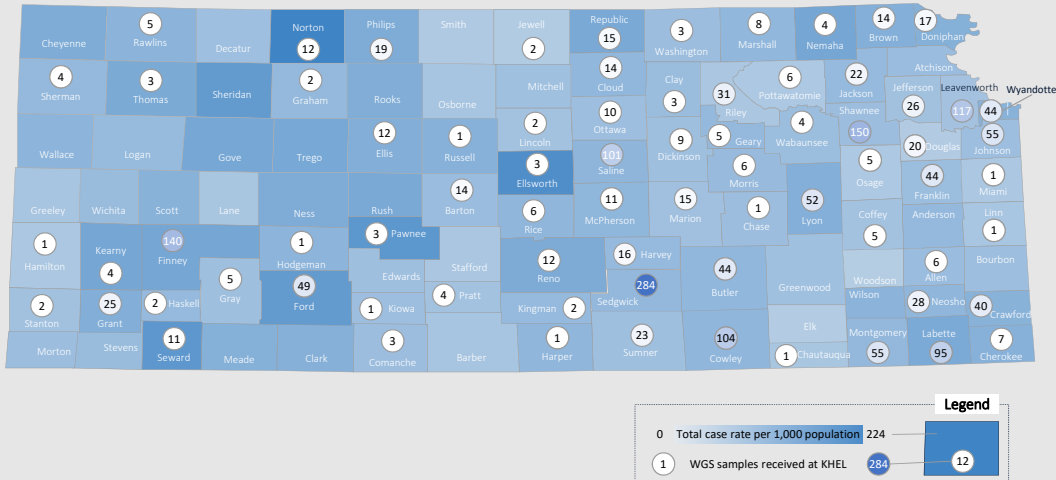 Cheyenne
5
Rawlins
Decatur
Norton
12
Philips
19
Smith
Jewell
2
Republic
15
3
Washington
8
Marshall
4
Nemaha
14
Brown
17
Doniphan
4
Sherman
3
Thomas
Sheridan
2
Graham
Rooks
Osborne
Mitchell
14
Cloud
Clay
3
31
Riley
6
Pottawatomie
22
Jackson
Atchison
Jefferson
26
Leavenworth
117
44
Wyandotte
Wallace
Logan
Gove
Trego
12
Ellis
1
Russell
2
Lincoln
10
Ottawa
101
Saline
9
Dickinson
5
Geary
4
Wabaunsee
Shawnee
150
20
Douglas
55
Johnson
3
Ellsworth
6
Morris
5
Osage
44
Franklin
1
Miami
Greeley
Wichita
Scott
Lane
Ness
Rush
14
Barton
6
Rice
11
McPherson
15
Marion
1
Chase
52
Lyon
Coffey
5
Anderson
Linn
1
1
Hamilton
Kearny
4
140
Finney
1
Hodgeman
3
Pawnee
Edwards
Stafford
12
Reno
16
Harvey
284
Sedgwick
44
Butler
Greenwood
Woodson
6
Allen
Bourbon
2
Stanton
25
Grant
2
Haskell
5
Gray
49
Ford
1
Kiowa
4
Pratt
Kingman
2
Wilson
28
Neosho
40
Crawford
Morton
Stevens
11
Seward
Meade
Clark
3
Comanche
Barber
1
Harper
23
Sumner
104
Cowley
Elk
1
Chautauqua
Montgomery
55
Labette
95
7
Cherokee
Legend
0 Total case rate per 1,000 population 224
1 WGS samples received at KHEL 284
12